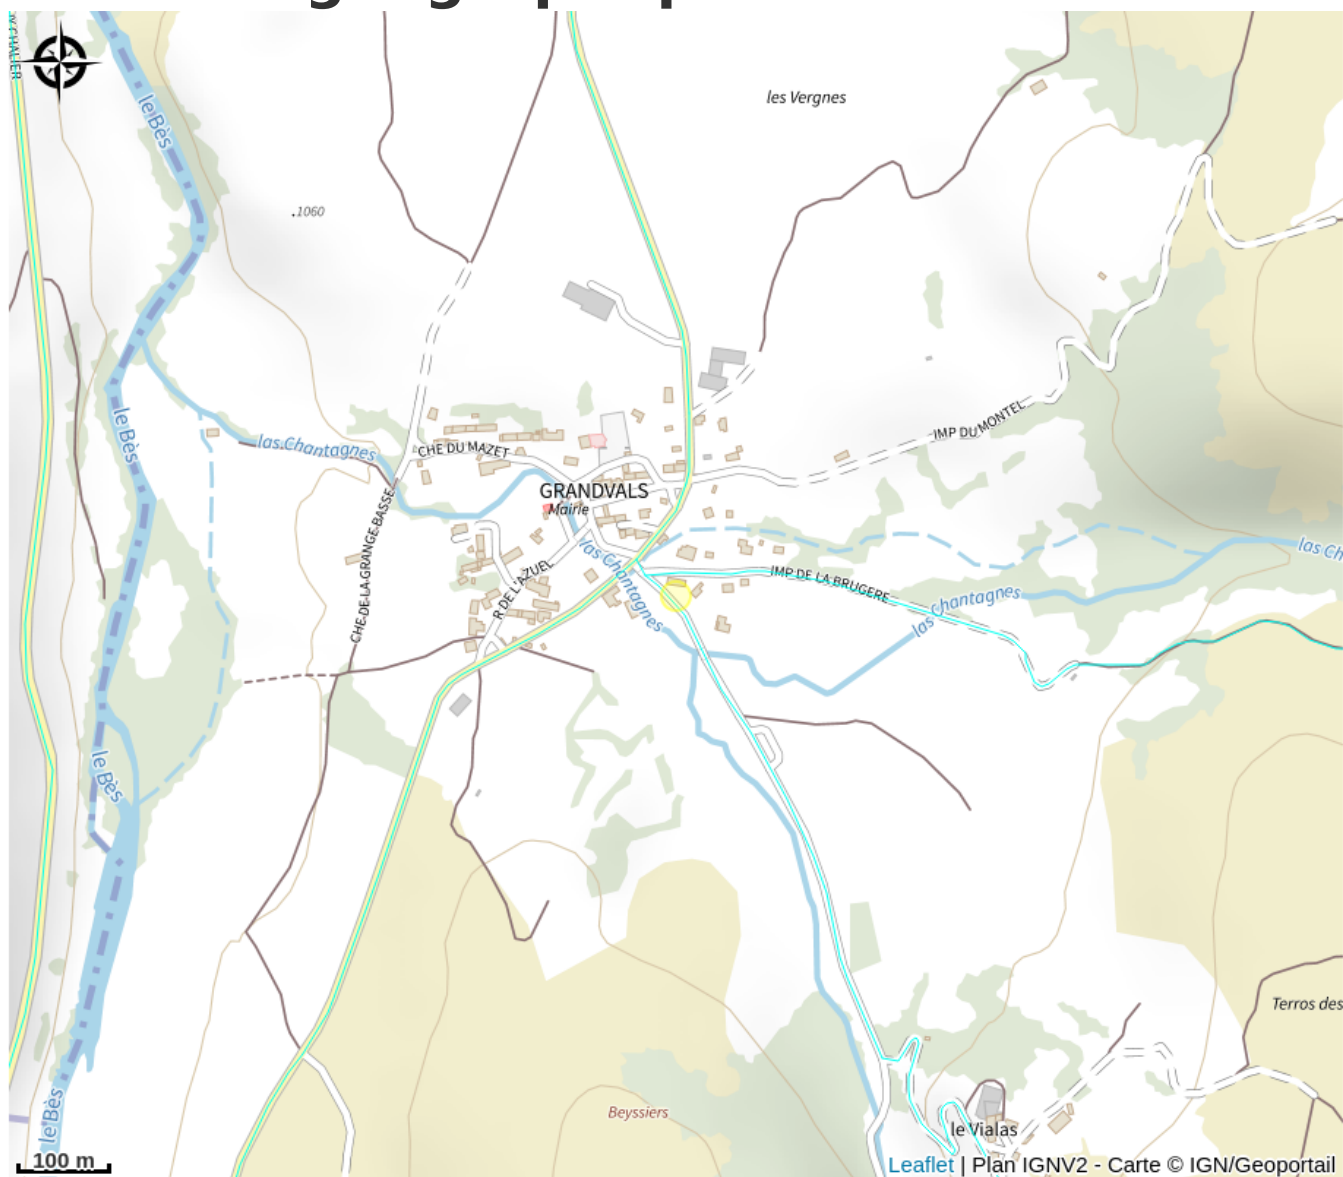 les Vergnes
le Bès
.1060
le Bès
las Chantagnes
CHE DU MAZET
IMP DU MONTEL
GRANDVALS
Mairie
CHE-DE-LA-GRANGE-BASSE
R DE L'AZUEL
las Chantagnes
IMP DE LA BRUGERE
las Chantagnes
las Ch
le Bès
Terros des
Beyssiers
le Bès
le Vialas
100 m
Leaflet | Plan IGNV2 - Carte © IGN/Geoportail